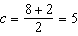 c = (8 + 2)/2 = 5